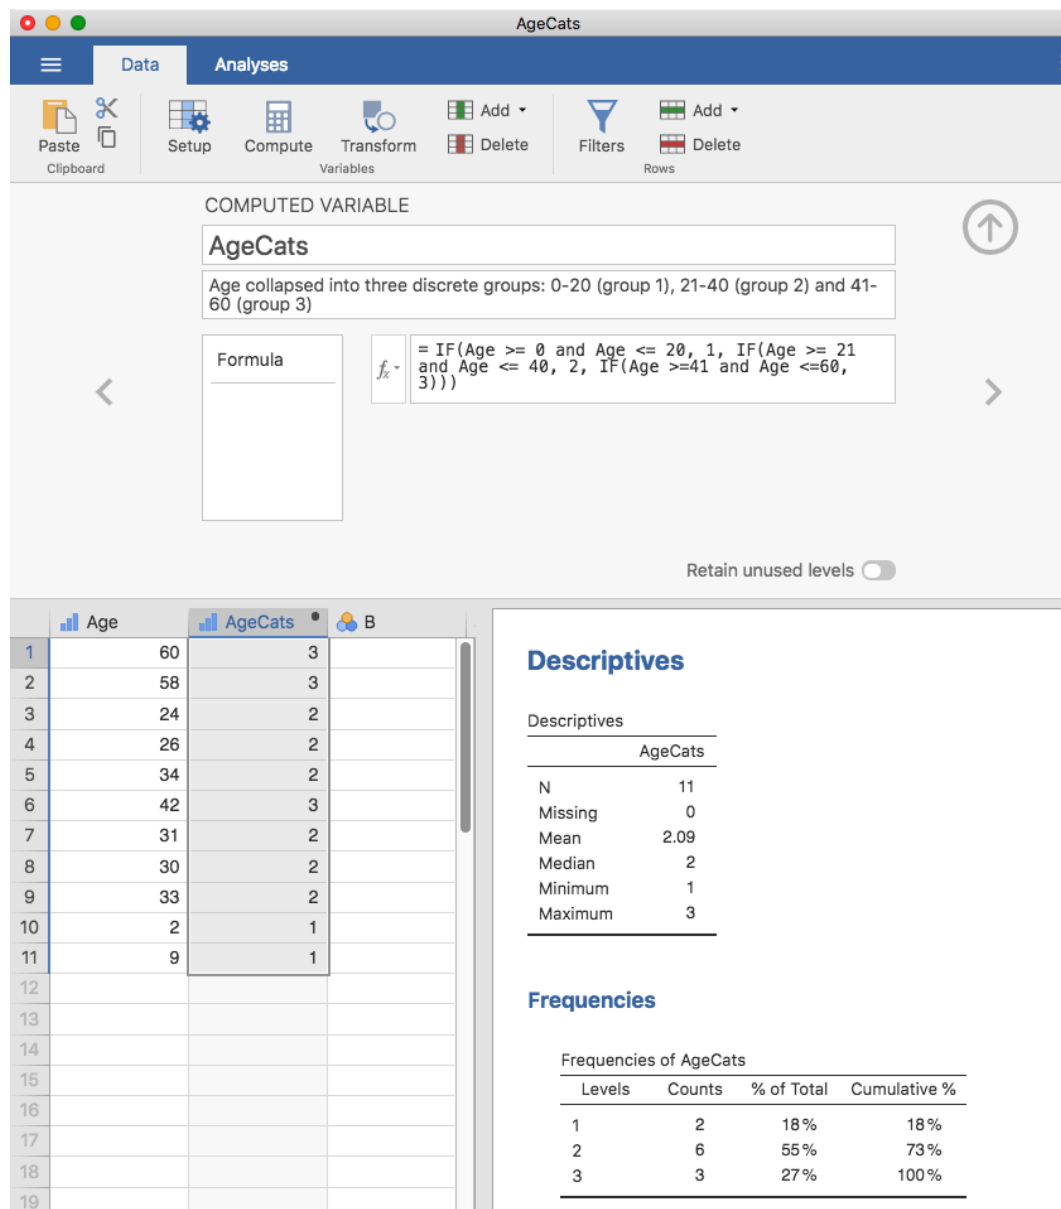 AgeCats
Data Analyses
Paste Setup Compute Transform Add Delete Filters Add Delete
Clipboard Variables Rows
COMPUTED VARIABLE
AgeCats
Age collapsed into three discrete groups: 0-20 (group 1), 21-40 (group 2) and 41-
60 (group 3)
Formula
fx
= IF(Age >= 0 and Age <= 20, 1, IF(Age >= 21
and Age <= 40, 2, IF(Age >=41 and Age <=60,
3)))
Retain unused levels
Age AgeCats B
1 60 3
2 58 3
3 24 2
4 26 2
5 34 2
6 42 3
7 31 2
8 30 2
9 33 2
10 2 1
11 9 1
12
13
14
15
16
17
18
19
Descriptives
Descriptives
AgeCats
N 11
Missing 0
Mean 2.09
Median 2
Minimum 1
Maximum 3
Frequencies
Frequencies of AgeCats
Levels Counts % of Total Cumulative %
1 2 18% 18%
2 6 55% 73%
3 3 27% 100%